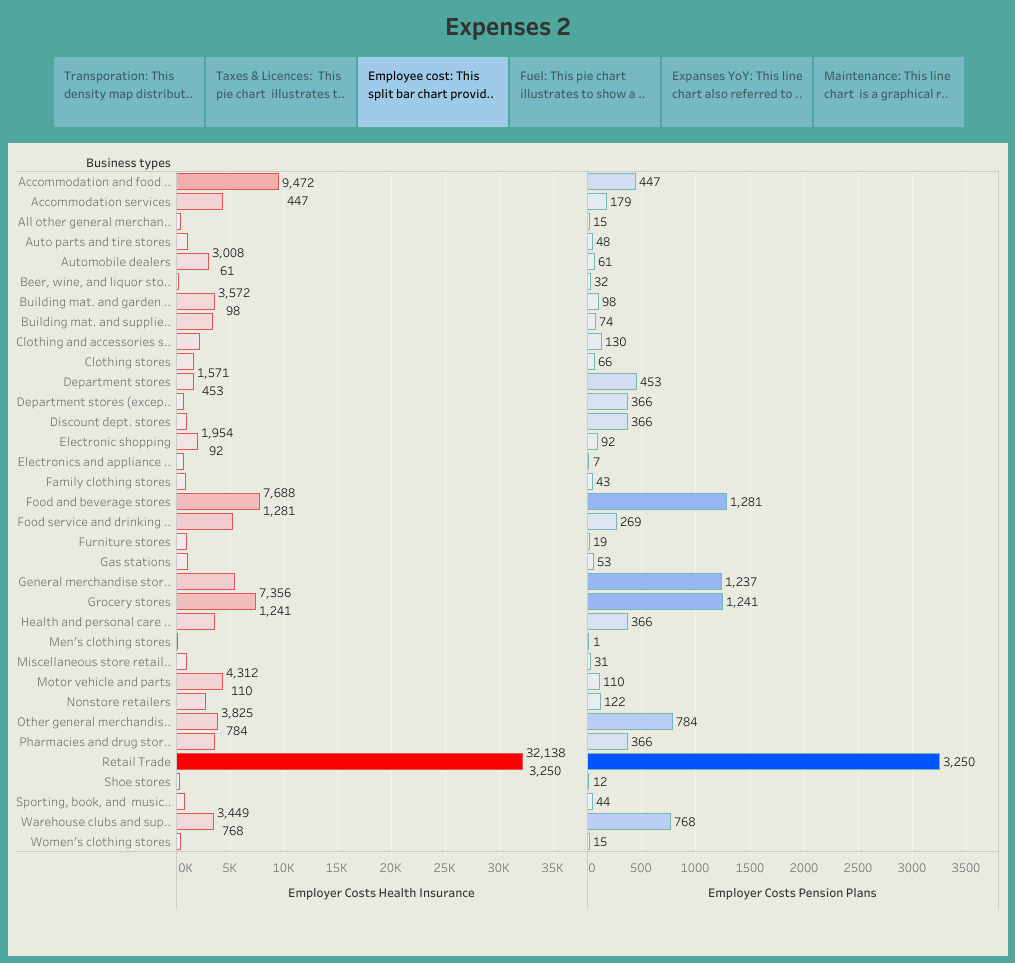 Expenses 2
Transporation: This
density map distribut..
Taxes & Licences: This
pie chart illustrates t..
Employee cost: This
split bar chart provid..
Fuel: This pie chart
illustrates to show a ..
Expanses YoY: This line
chart also referred to ..
Maintenance: This line
chart is a graphical r..
Business types
Accommodation and food .. 9,472 447
447
Accommodation services 179
All other general merchan.. 15
Auto parts and tire stores 48
3,008
Automobile dealers 61
61
Beer, wine, and liquor sto.. 32
3,572
Building mat. and garden .. 98
98
Building mat. and supplie.. 74
Clothing and accessories s.. 130
Clothing stores 66
1,571
Department stores 453
453
Department stores (excep.. 366
Discount dept. stores 366
1,954
Electronic shopping 92
92
Electronics and appliance .. 7
Family clothing stores 43
7,688
Food and beverage stores 1,281
1,281
Food service and drinking .. 269
Furniture stores 19
Gas stations 53
General merchandise stor.. 1,237
7,356
Grocery stores 1,241
1,241
Health and personal care .. 366
Men's clothing stores 1
Miscellaneous store retail.. 31
4,312
Motor vehicle and parts 110
110
Nonstore retailers 122
3,825
Other general merchandis.. 784
784
Pharmacies and drug stor.. 366
32,138
Retail Trade 3,250
3,250
Shoe stores 12
Sporting, book, and music.. 44
3,449
Warehouse clubs and sup.. 768
768
Women's clothing stores 15
0K 5K 10K 15K 20K 25K 30K 35K 0 500 1000 1500 2000 2500 3000 3500
Employer Costs Health Insurance Employer Costs Pension Plans